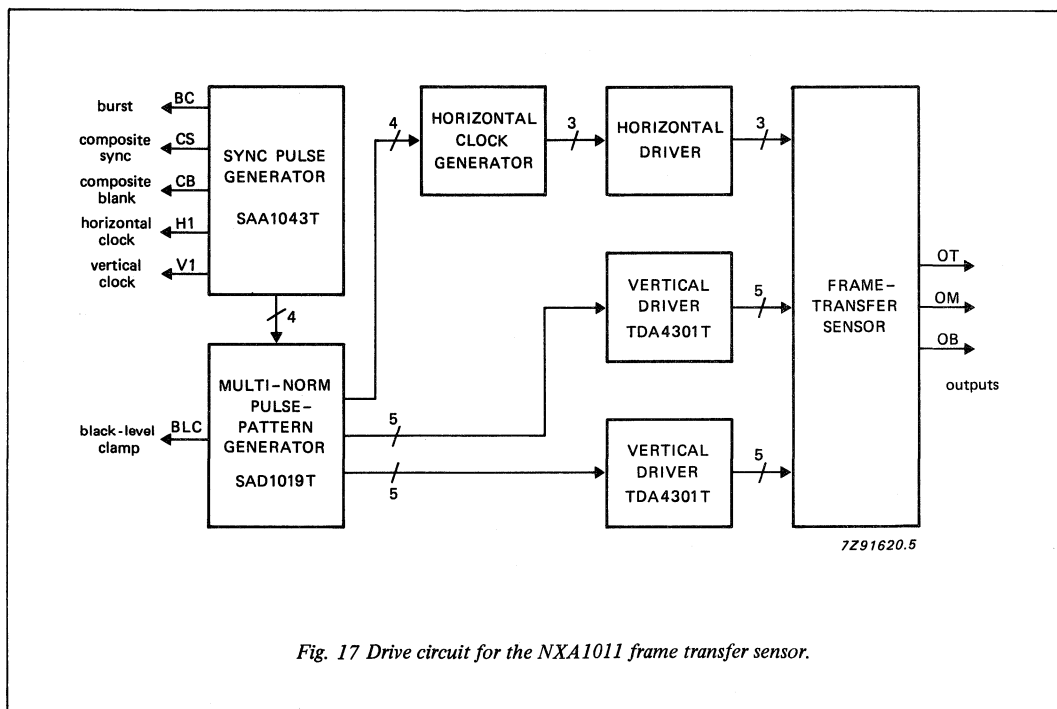 burst
BC
composite
sync
CS
composite
blank
CB
horizontal
clock
H1
vertical
clock
V1
SYNC PULSE
GENERATOR
SAA1043T
4
MULTI-NORM
PULSE-
PATTERN
GENERATOR
SAD1019T
black-level
clamp
BLC
4
HORIZONTAL
CLOCK
GENERATOR
3
HORIZONTAL
DRIVER
3
5
VERTICAL
DRIVER
TDA4301T
5
5
VERTICAL
DRIVER
TDA4301T
5
FRAME-
TRANSFER
SENSOR
OT
OM
OB
outputs
7Z91620.5
Fig. 17 Drive circuit for the NXA1011 frame transfer sensor.